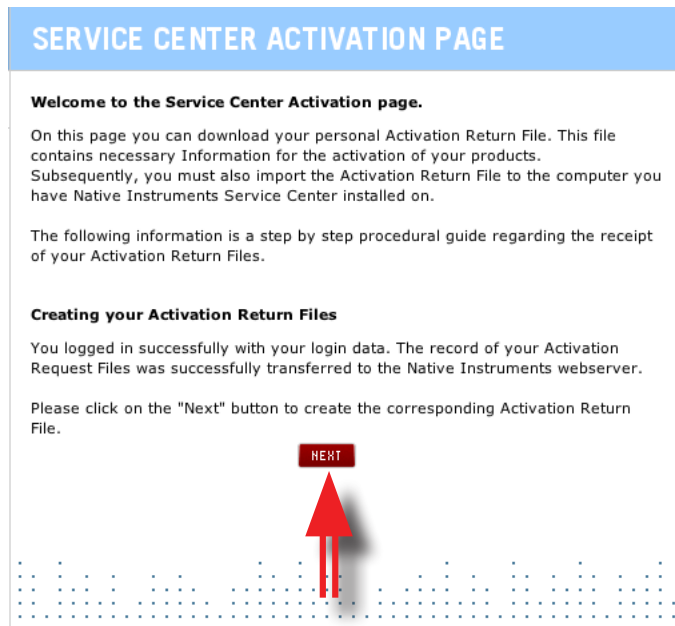 SERVICE CENTER ACTIVATION PAGE
Welcome to the Service Center Activation page.
On this page you can download your personal Activation Return File. This file
contains necessary Information for the activation of your products.
Subsequently, you must also import the Activation Return File to the computer you
have Native Instruments Service Center installed on.
The following information is a step by step procedural guide regarding the receipt
of your Activation Return Files.
Creating your Activation Return Files
You logged in successfully with your login data. The record of your Activation
Request Files was successfully transferred to the Native Instruments webserver.
Please click on the "Next" button to create the corresponding Activation Return
File.
NEXT